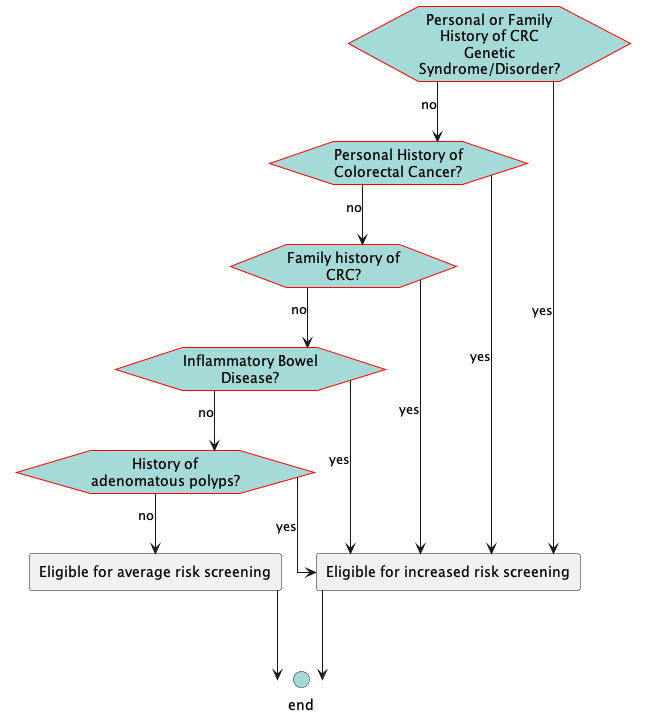 Personal or Family
History of CRC
Genetic
Syndrome/Disorder?
no
Personal History of
Colorectal Cancer?
no
Family history of
CRC?
yes
no
Inflammatory Bowel
Disease?
yes
no
yes
History of
adenomatous polyps?
yes
no
yes
Eligible for average risk screening
Eligible for increased risk screening
end